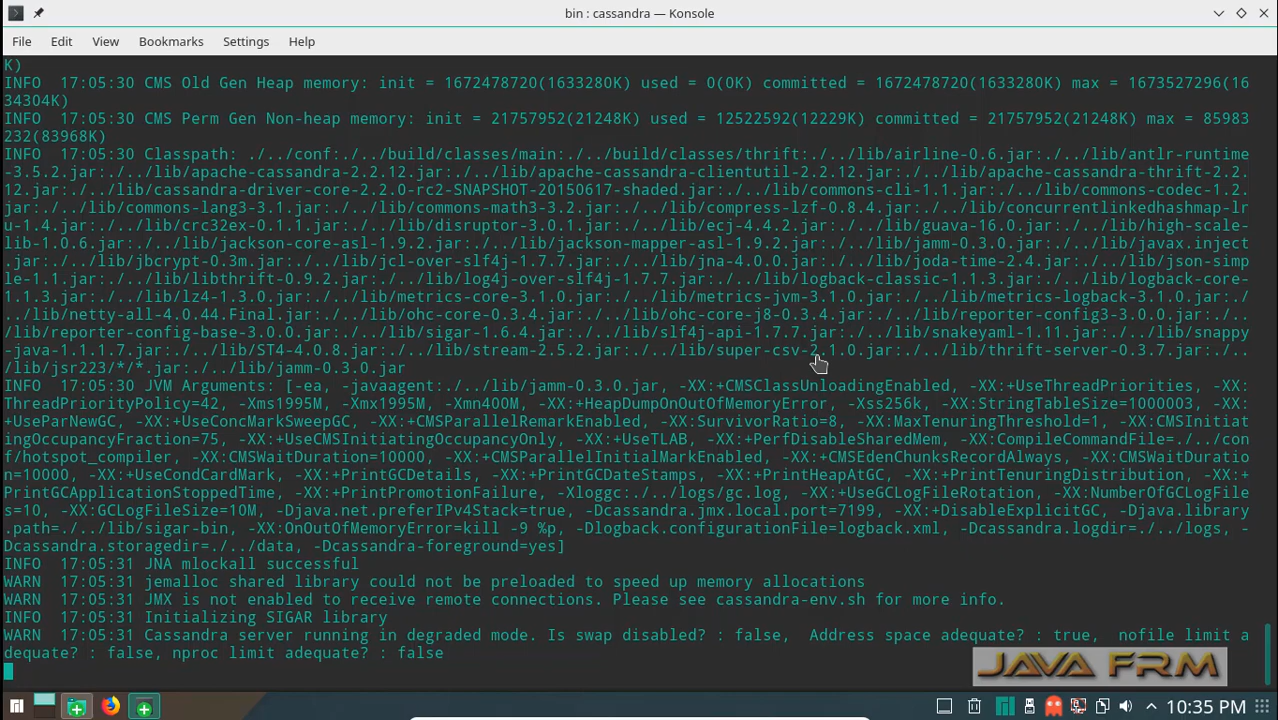 bin : cassandra — Konsole
File Edit View Bookmarks Settings Help
K)
INFO  17:05:30 CMS Old Gen Heap memory: init = 1672478720(1633280K) used = 0(0K) committed = 1672478720(1633280K) max = 1673527296(16
34304K)
INFO  17:05:30 CMS Perm Gen Non-heap memory: init = 21757952(21248K) used = 12522592(12229K) committed = 21757952(21248K) max = 85983
232(83968K)
INFO  17:05:30 Classpath: ./../conf:./../build/classes/main:./../build/classes/thrift:./../lib/airline-0.6.jar:./../lib/antlr-runtime
-3.5.2.jar:./../lib/apache-cassandra-2.2.12.jar:./../lib/apache-cassandra-clientutil-2.2.12.jar:./../lib/apache-cassandra-thrift-2.2.
12.jar:./../lib/cassandra-driver-core-2.2.0-rc2-SNAPSHOT-20150617-shaded.jar:./../lib/commons-cli-1.1.jar:./../lib/commons-codec-1.2.
jar:./../lib/commons-lang3-3.1.jar:./../lib/commons-math3-3.2.jar:./../lib/compress-lzf-0.8.4.jar:./../lib/concurrentlinkedhashmap-lr
u-1.4.jar:./../lib/crc32ex-0.1.1.jar:./../lib/disruptor-3.0.1.jar:./../lib/ecj-4.4.2.jar:./../lib/guava-16.0.jar:./../lib/high-scale-
lib-1.0.6.jar:./../lib/jackson-core-asl-1.9.2.jar:./../lib/jackson-mapper-asl-1.9.2.jar:./../lib/jamm-0.3.0.jar:./../lib/javax.inject
.jar:./../lib/jbcrypt-0.3m.jar:./../lib/jcl-over-slf4j-1.7.7.jar:./../lib/jna-4.0.0.jar:./../lib/joda-time-2.4.jar:./../lib/json-simp
le-1.1.jar:./../lib/libthrift-0.9.2.jar:./../lib/log4j-over-slf4j-1.7.7.jar:./../lib/logback-classic-1.1.3.jar:./../lib/logback-core-
1.1.3.jar:./../lib/lz4-1.3.0.jar:./../lib/metrics-core-3.1.0.jar:./../lib/metrics-jvm-3.1.0.jar:./../lib/metrics-logback-3.1.0.jar:./
../lib/netty-all-4.0.44.Final.jar:./../lib/ohc-core-0.3.4.jar:./../lib/ohc-core-j8-0.3.4.jar:./../lib/reporter-config3-3.0.0.jar:./..
/lib/reporter-config-base-3.0.0.jar:./../lib/sigar-1.6.4.jar:./../lib/slf4j-api-1.7.7.jar:./../lib/snakeyaml-1.11.jar:./../lib/snappy
-java-1.1.1.7.jar:./../lib/ST4-4.0.8.jar:./../lib/stream-2.5.2.jar:./../lib/super-csv-2.1.0.jar:./../lib/thrift-server-0.3.7.jar:./..
/lib/jsr223/*/*.jar:./../lib/jamm-0.3.0.jar
INFO  17:05:30 JVM Arguments: [-ea, -javaagent:./../lib/jamm-0.3.0.jar, -XX:+CMSClassUnloadingEnabled, -XX:+UseThreadPriorities, -XX:
ThreadPriorityPolicy=42, -Xms1995M, -Xmx1995M, -Xmn400M, -XX:+HeapDumpOnOutOfMemoryError, -Xss256k, -XX:StringTableSize=1000003, -XX:
+UseParNewGC, -XX:+UseConcMarkSweepGC, -XX:+CMSParallelRemarkEnabled, -XX:SurvivorRatio=8, -XX:MaxTenuringThreshold=1, -XX:CMSInitiat
ingOccupancyFraction=75, -XX:+UseCMSInitiatingOccupancyOnly, -XX:+UseTLAB, -XX:+PerfDisableSharedMem, -XX:CompileCommandFile=./../con
f/hotspot_compiler, -XX:CMSWaitDuration=10000, -XX:+CMSParallelInitialMarkEnabled, -XX:+CMSEdenChunksRecordAlways, -XX:CMSWaitDuratio
n=10000, -XX:+UseCondCardMark, -XX:+PrintGCDetails, -XX:+PrintGCDateStamps, -XX:+PrintHeapAtGC, -XX:+PrintTenuringDistribution, -XX:+
PrintGCApplicationStoppedTime, -XX:+PrintPromotionFailure, -Xloggc:./../logs/gc.log, -XX:+UseGCLogFileRotation, -XX:NumberOfGCLogFile
s=10, -XX:GCLogFileSize=10M, -Djava.net.preferIPv4Stack=true, -Dcassandra.jmx.local.port=7199, -XX:+DisableExplicitGC, -Djava.library
.path=./../lib/sigar-bin, -XX:OnOutOfMemoryError=kill -9 %p, -Dlogback.configurationFile=logback.xml, -Dcassandra.logdir=./../logs, -
Dcassandra.storagedir=./../data, -Dcassandra-foreground=yes]
INFO  17:05:31 JNA mlockall successful
WARN  17:05:31 jemalloc shared library could not be preloaded to speed up memory allocations
WARN  17:05:31 JMX is not enabled to receive remote connections. Please see cassandra-env.sh for more info.
INFO  17:05:31 Initializing SIGAR library
WARN  17:05:31 Cassandra server running in degraded mode. Is swap disabled? : false,  Address space adequate? : true,  nofile limit a
dequate? : false, nproc limit adequate? : false
JAVA FRM
10:35 PM